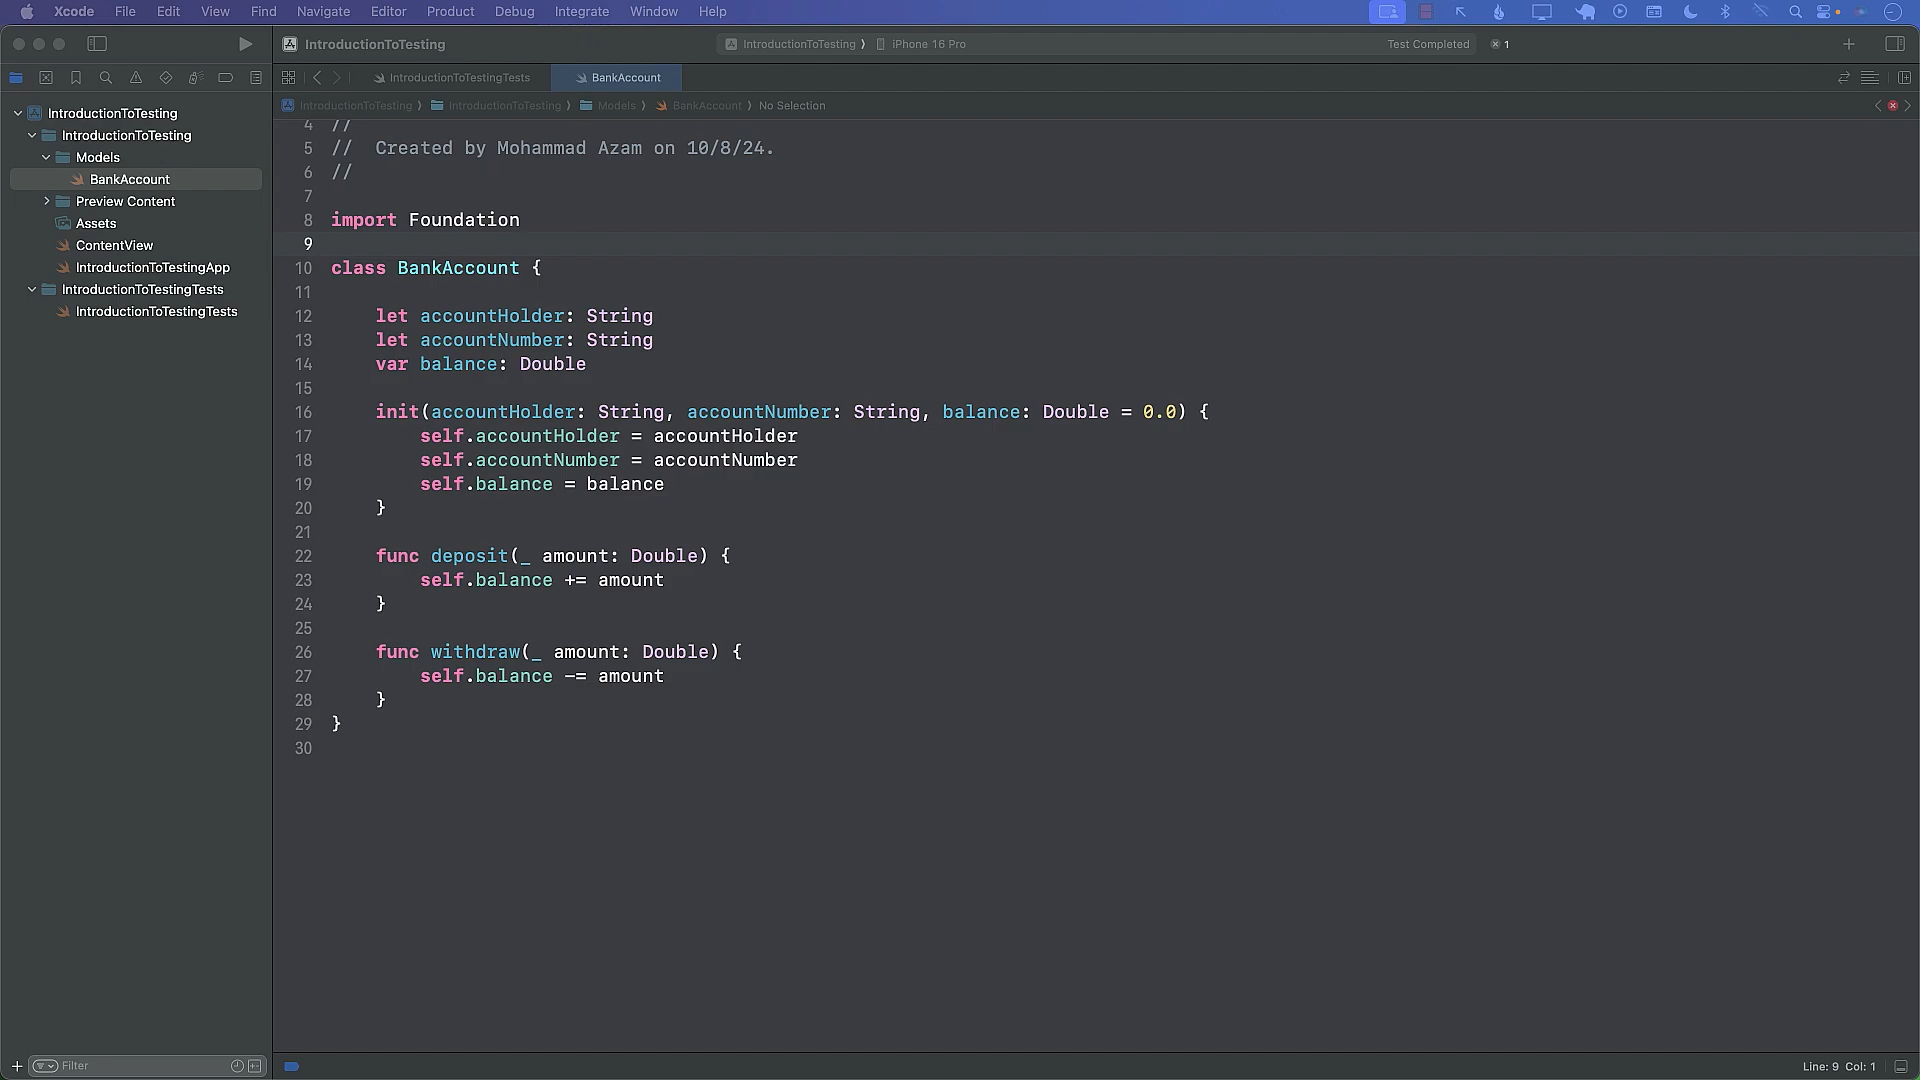 Xcode File Edit View Find Navigate Editor Product Debug Integrate Window Help
IntroductionToTesting
IntroductionToTesting ⟩ iPhone 16 Pro
Test Completed
1
IntroductionToTestingTests
BankAccount
IntroductionToTesting ⟩ IntroductionToTesting ⟩ Models ⟩ BankAccount ⟩ No Selection
IntroductionToTesting
IntroductionToTesting
Models
BankAccount
Preview Content
Assets
ContentView
IntroductionToTestingApp
IntroductionToTestingTests
IntroductionToTestingTests
4 //
5 //  Created by Mohammad Azam on 10/8/24.
6 //
7
8 import Foundation
9
10 class BankAccount {
11
12     let accountHolder: String
13     let accountNumber: String
14     var balance: Double
15
16     init(accountHolder: String, accountNumber: String, balance: Double = 0.0) {
17         self.accountHolder = accountHolder
18         self.accountNumber = accountNumber
19         self.balance = balance
20     }
21
22     func deposit(_ amount: Double) {
23         self.balance += amount
24     }
25
26     func withdraw(_ amount: Double) {
27         self.balance -= amount
28     }
29 }
30
Filter
Line: 9 Col: 1